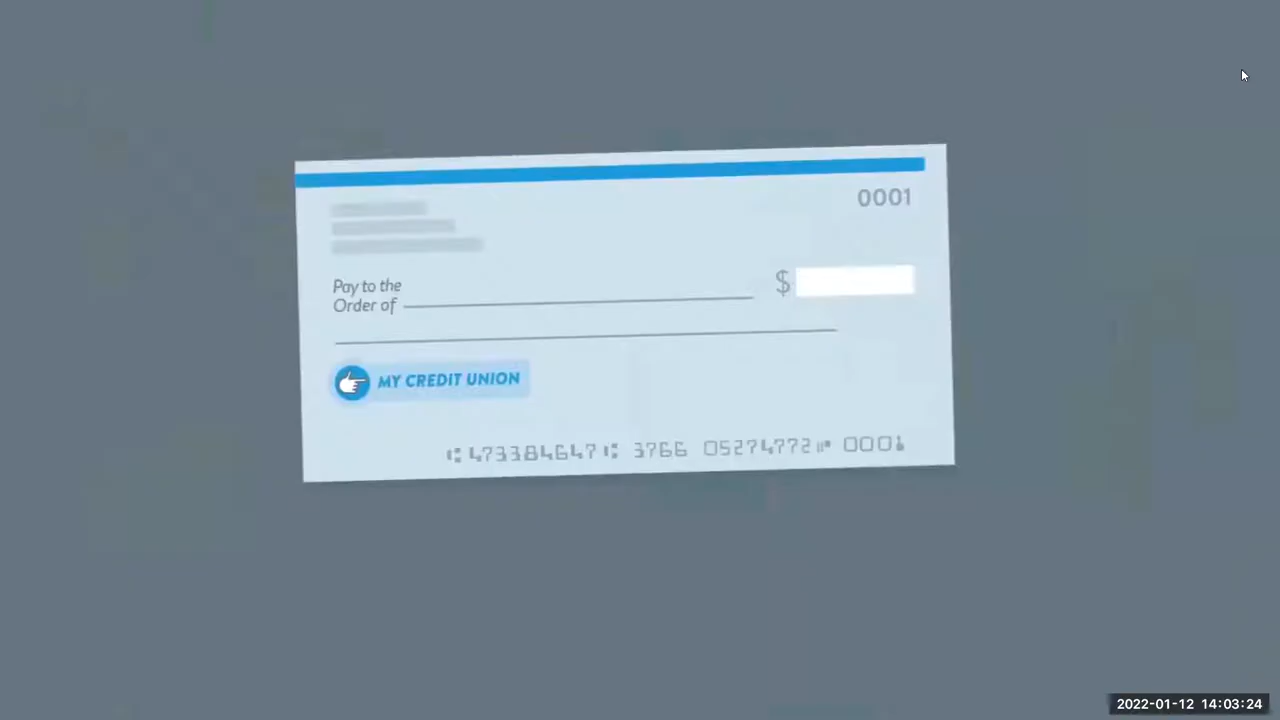 0001
Pay to the
Order of
$
MY CREDIT UNION
⑆473384647⑆ 3766 05274772⑈ 0001
2022-01-12 14:03:24